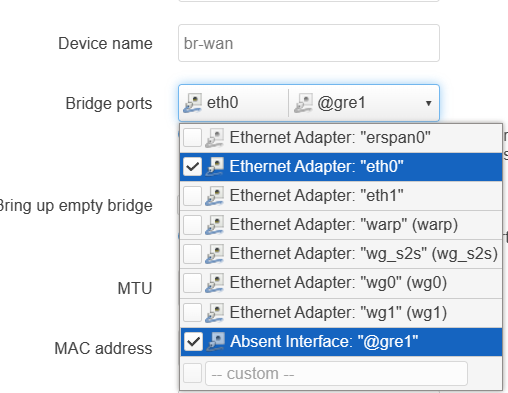 Device name
br-wan
Bridge ports
eth0
@gre1
Ethernet Adapter: "erspan0"
Ethernet Adapter: "eth0"
Ethernet Adapter: "eth1"
Bring up empty bridge
Ethernet Adapter: "warp" (warp)
Ethernet Adapter: "wg_s2s" (wg_s2s)
MTU
Ethernet Adapter: "wg0" (wg0)
Ethernet Adapter: "wg1" (wg1)
MAC address
Absent Interface: "@gre1"
-- custom --